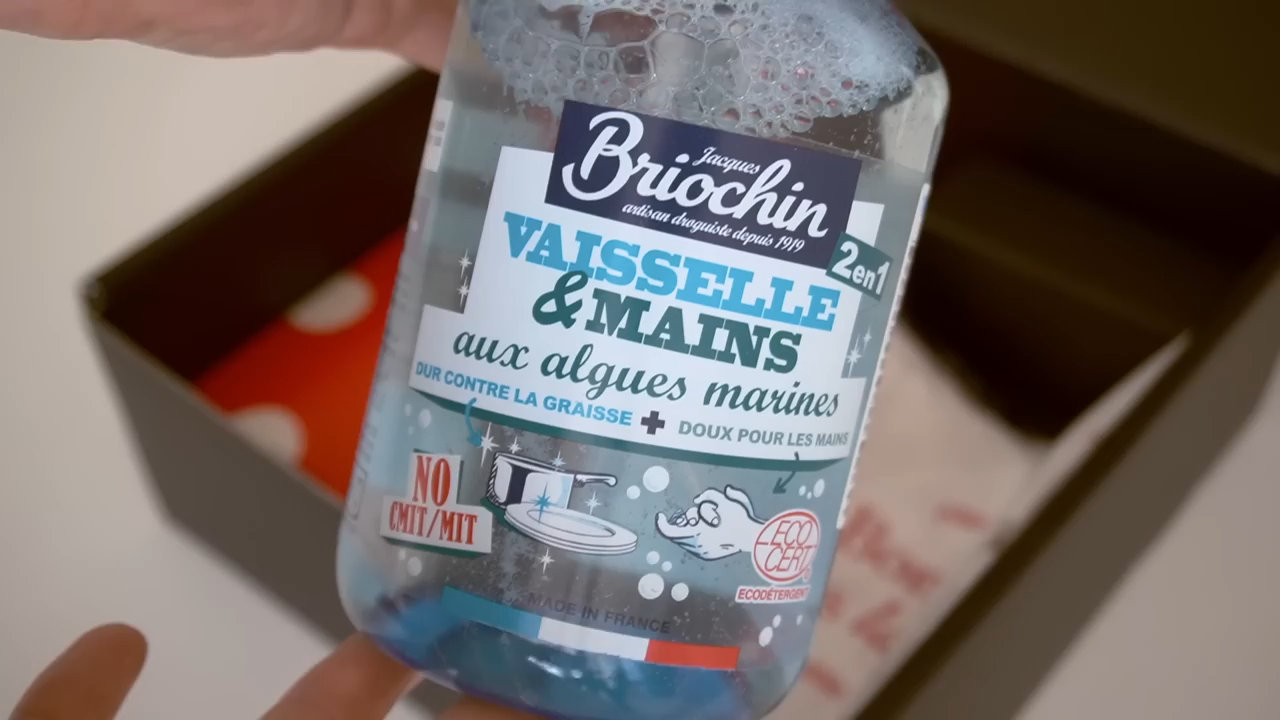 Jacques
Briochin
artisan droguiste depuis 1919
2en1
VAISSELLE
&MAINS
aux algues marines
DUR CONTRE LA GRAISSE + DOUX POUR LES MAINS
NO
CMIT/MIT
ECO
CERT
ECODÉTERGENT
MADE IN FRANCE